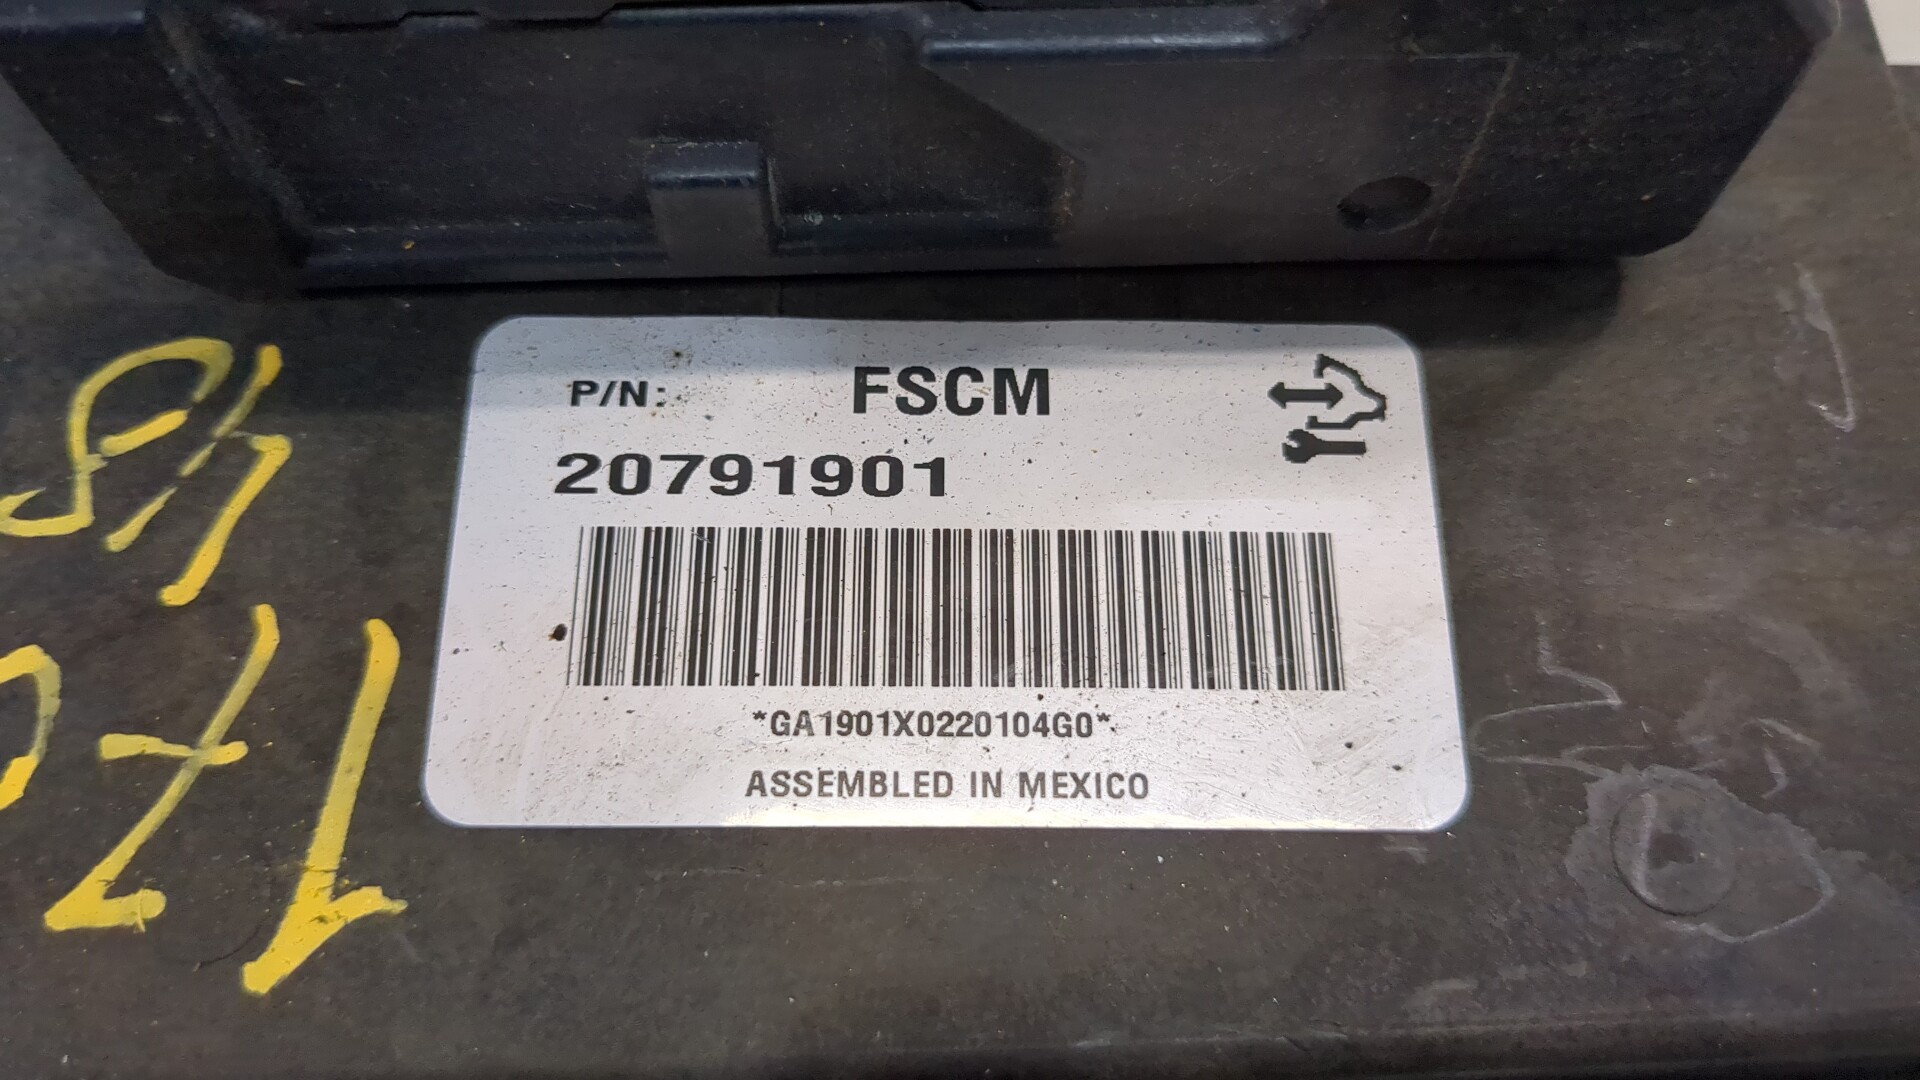 P/N: FSCM
20791901
*GA1901X0220104G0*
ASSEMBLED IN MEXICO